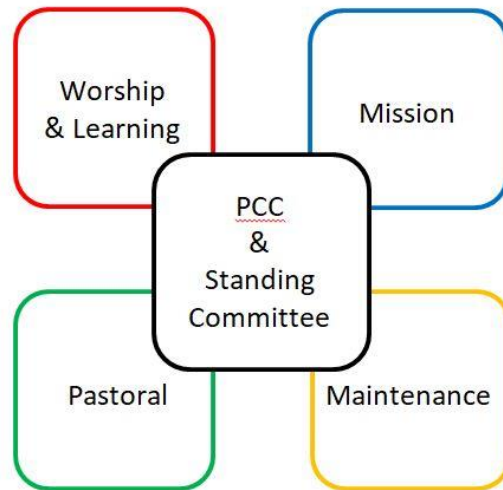 Worship
& Learning
Mission
PCC
&
Standing
Committee
Pastoral
Maintenance